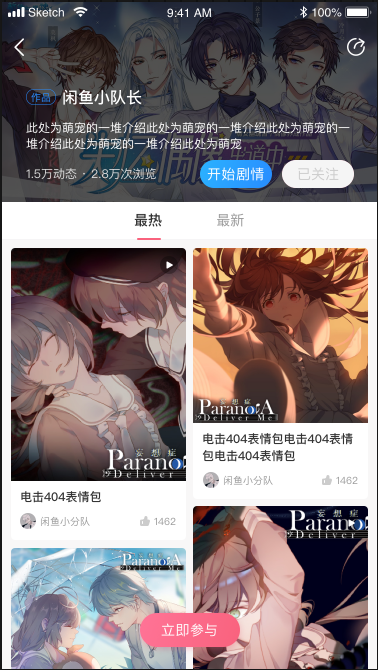 Sketch 9:41 AM 100%
作品 闲鱼小队长
此处为萌宠的一堆介绍此处为萌宠的一堆介绍此处为萌宠的一
堆介绍此处为萌宠的一堆介绍此处为萌宠
1.5万动态 · 2.8万次浏览
开始剧情
已关注
最热 最新
妄想症
ParanoiA
Deliver Me
电击404表情包
闲鱼小分队 1462
妄想症
ParanoiA
Deliver Me
电击404表情包电击404表情
包电击404表情包
闲鱼小分队 1462
ParanoiA
妄想症
ParanoiA
Deliver
立即参与